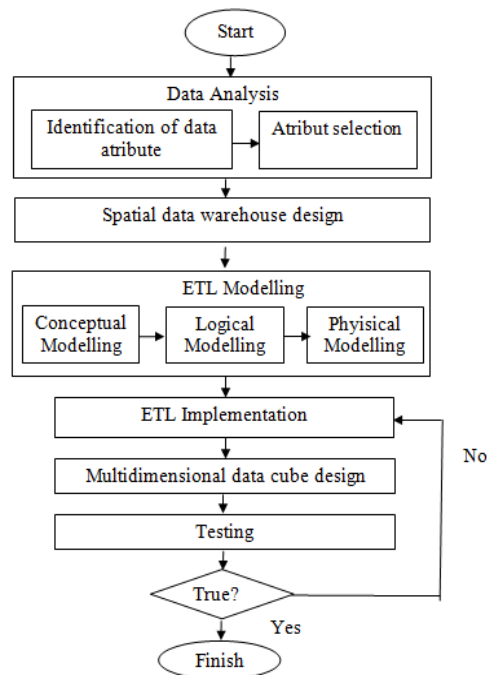 Start
Data Analysis
Identification of data
atribute
Atribut selection
Spatial data warehouse design
ETL Modelling
Conceptual
Modelling
Logical
Modelling
Phyisical
Modelling
ETL Implementation
No
Multidimensional data cube design
Testing
True?
Yes
Finish